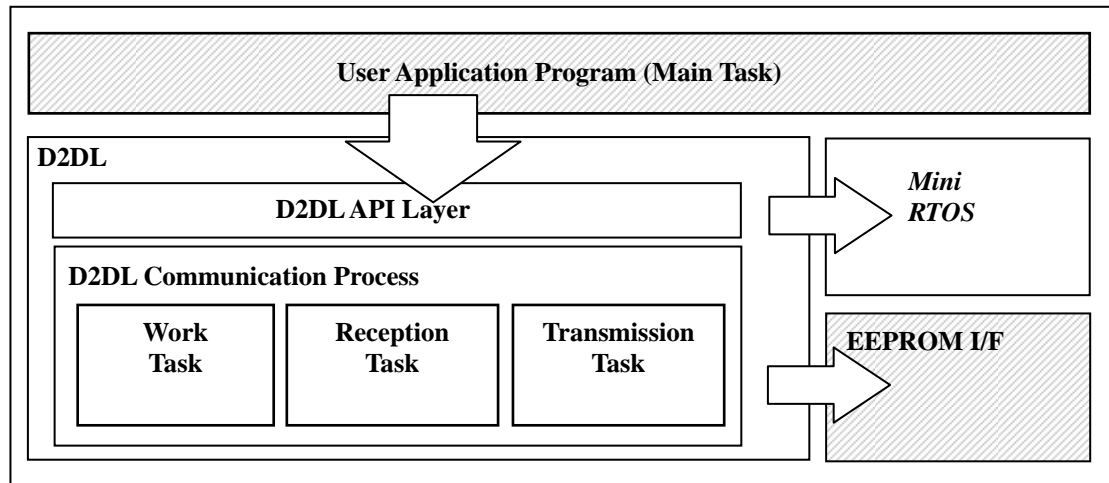 User Application Program (Main Task)
D2DL
D2DL API Layer
D2DL Communication Process
Work
Task
Reception
Task
Transmission
Task
Mini
RTOS
EEPROM I/F